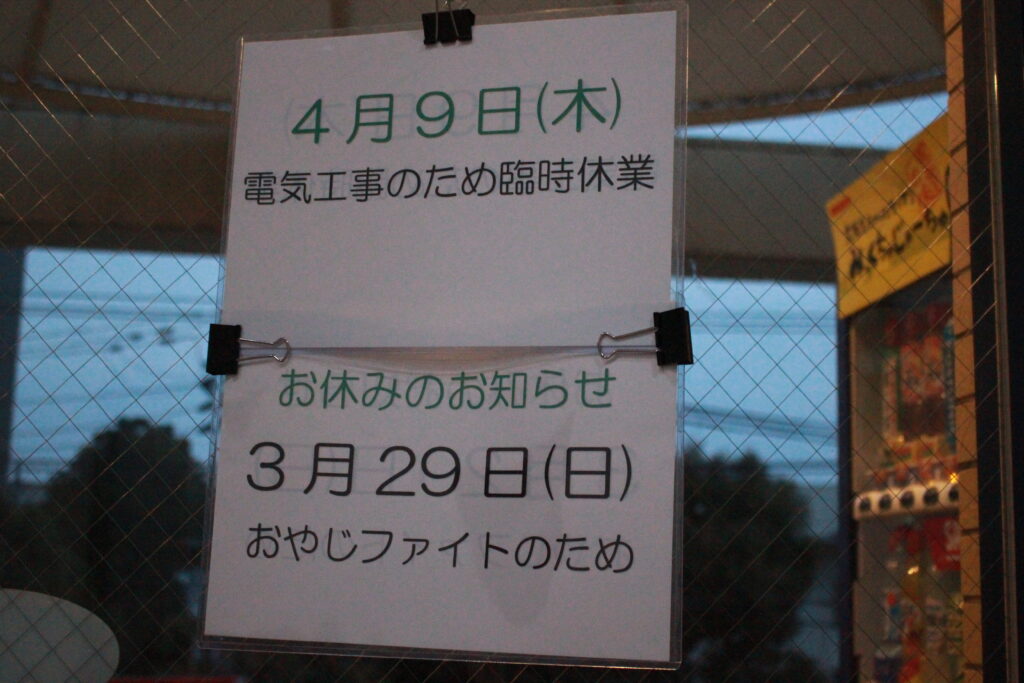 4月9日(木)
電気工事のため臨時休業
お休みのお知らせ
3月29日(日)
おやじファイトのため